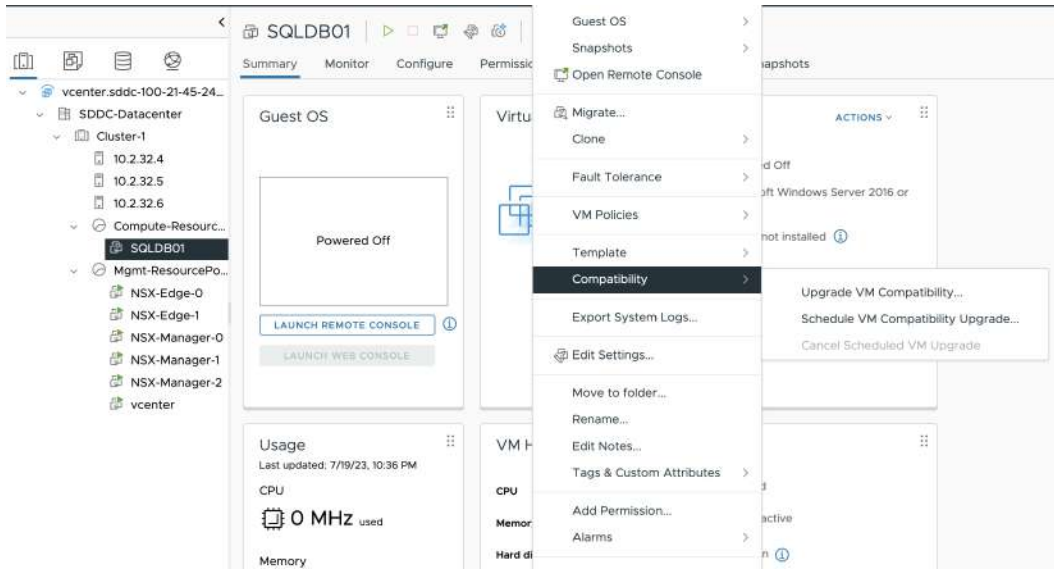 SQLDB01
Summary Monitor Configure
vcenter.sddc-100-21-45-24...
SDDC-Datacenter
Cluster-1
10.2.32.4
10.2.32.5
10.2.32.6
Compute-Resourc...
SQLDB01
Mgmt-ResourcePo...
NSX-Edge-0
NSX-Edge-1
NSX-Manager-0
NSX-Manager-1
NSX-Manager-2
vcenter
Guest OS
Powered Off
LAUNCH REMOTE CONSOLE
LAUNCH WEB CONSOLE
Usage
Last updated: 7/19/23, 10:36 PM
CPU
0 MHz used
Memory
Virtu
VM H
CPU
Memor
Hard di
Guest OS
Snapshots
Open Remote Console
Migrate...
Clone
Fault Tolerance
VM Policies
Template
Compatibility
Export System Logs...
Edit Settings...
Move to folder...
Rename...
Edit Notes...
Tags & Custom Attributes
Add Permission...
Alarms
Upgrade VM Compatibility...
Schedule VM Compatibility Upgrade...
Cancel Scheduled VM Upgrade
apshots
ACTIONS
d Off
oft Windows Server 2016 or
not installed
active